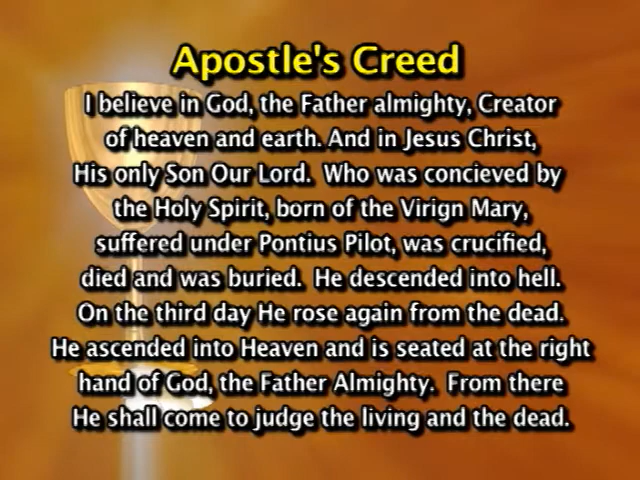 Apostle's Creed
I believe in God, the Father almighty, Creator
of heaven and earth. And in Jesus Christ,
His only Son Our Lord. Who was concieved by
the Holy Spirit, born of the Virign Mary,
suffered under Pontius Pilot, was crucified,
died and was buried. He descended into hell.
On the third day He rose again from the dead.
He ascended into Heaven and is seated at the right
hand of God, the Father Almighty. From there
He shall come to judge the living and the dead.